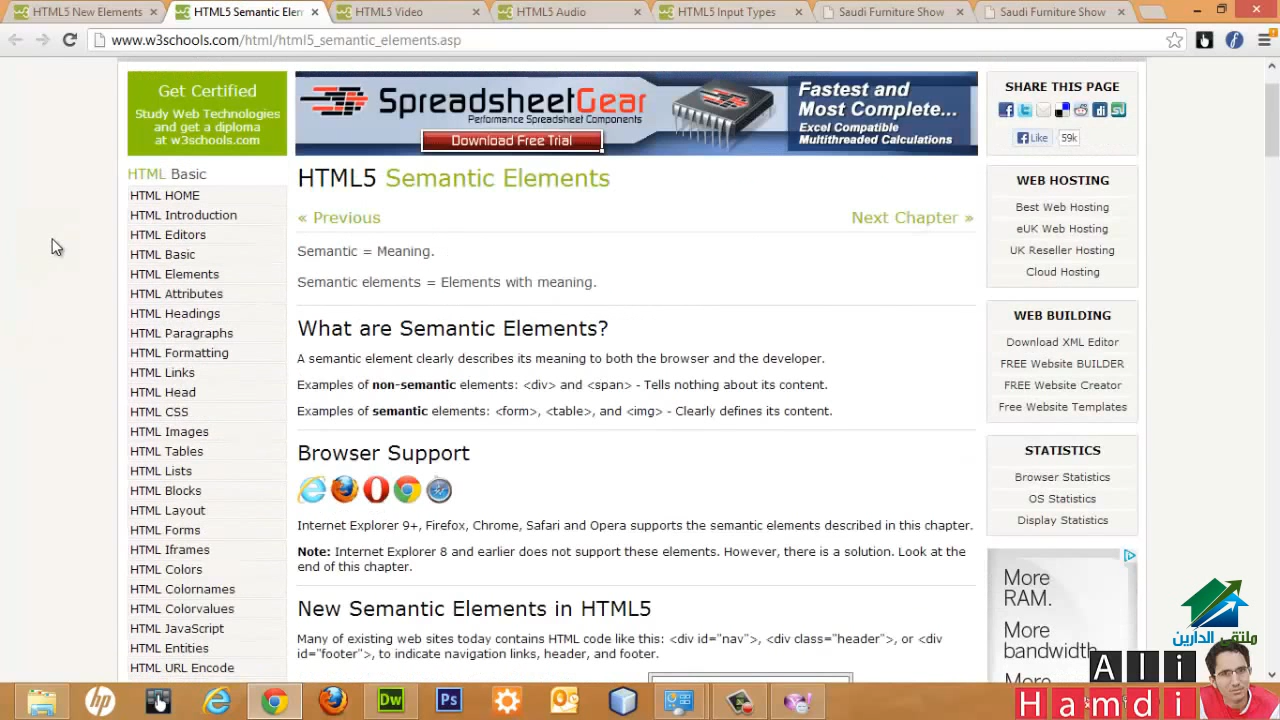 HTML5 New Elements
HTML5 Semantic Elem
HTML5 Video
HTML5 Audio
HTML5 Input Types
Saudi Furniture Show
Saudi Furniture Show
www.w3schools.com/html/html5_semantic_elements.asp
Get Certified
Study Web Technologies
and get a diploma
at w3schools.com
SpreadsheetGear
Performance Spreadsheet Components
Download Free Trial
Fastest and
Most Complete...
Excel Compatible
Multithreaded Calculations
SHARE THIS PAGE
Like 59k
HTML Basic
HTML HOME
HTML Introduction
HTML Editors
HTML Basic
HTML Elements
HTML Attributes
HTML Headings
HTML Paragraphs
HTML Formatting
HTML Links
HTML Head
HTML CSS
HTML Images
HTML Tables
HTML Lists
HTML Blocks
HTML Layout
HTML Forms
HTML Iframes
HTML Colors
HTML Colornames
HTML Colorvalues
HTML JavaScript
HTML Entities
HTML URL Encode
HTML5 Semantic Elements
« Previous
Next Chapter »
Semantic = Meaning.
Semantic elements = Elements with meaning.
What are Semantic Elements?
A semantic element clearly describes its meaning to both the browser and the developer.
Examples of non-semantic elements: <div> and <span> - Tells nothing about its content.
Examples of semantic elements: <form>, <table>, and <img> - Clearly defines its content.
Browser Support
Internet Explorer 9+, Firefox, Chrome, Safari and Opera supports the semantic elements described in this chapter.
Note: Internet Explorer 8 and earlier does not support these elements. However, there is a solution. Look at the
end of this chapter.
New Semantic Elements in HTML5
Many of existing web sites today contains HTML code like this: <div id="nav">, <div class="header">, or <div
id="footer">, to indicate navigation links, header, and footer.
WEB HOSTING
Best Web Hosting
eUK Web Hosting
UK Reseller Hosting
Cloud Hosting
WEB BUILDING
Download XML Editor
FREE Website BUILDER
FREE Website Creator
Free Website Templates
STATISTICS
Browser Statistics
OS Statistics
Display Statistics
More
RAM.
More
bandwidth.
ملتقى الدارين
Ali
Hamdi
hp
Dw
Ps